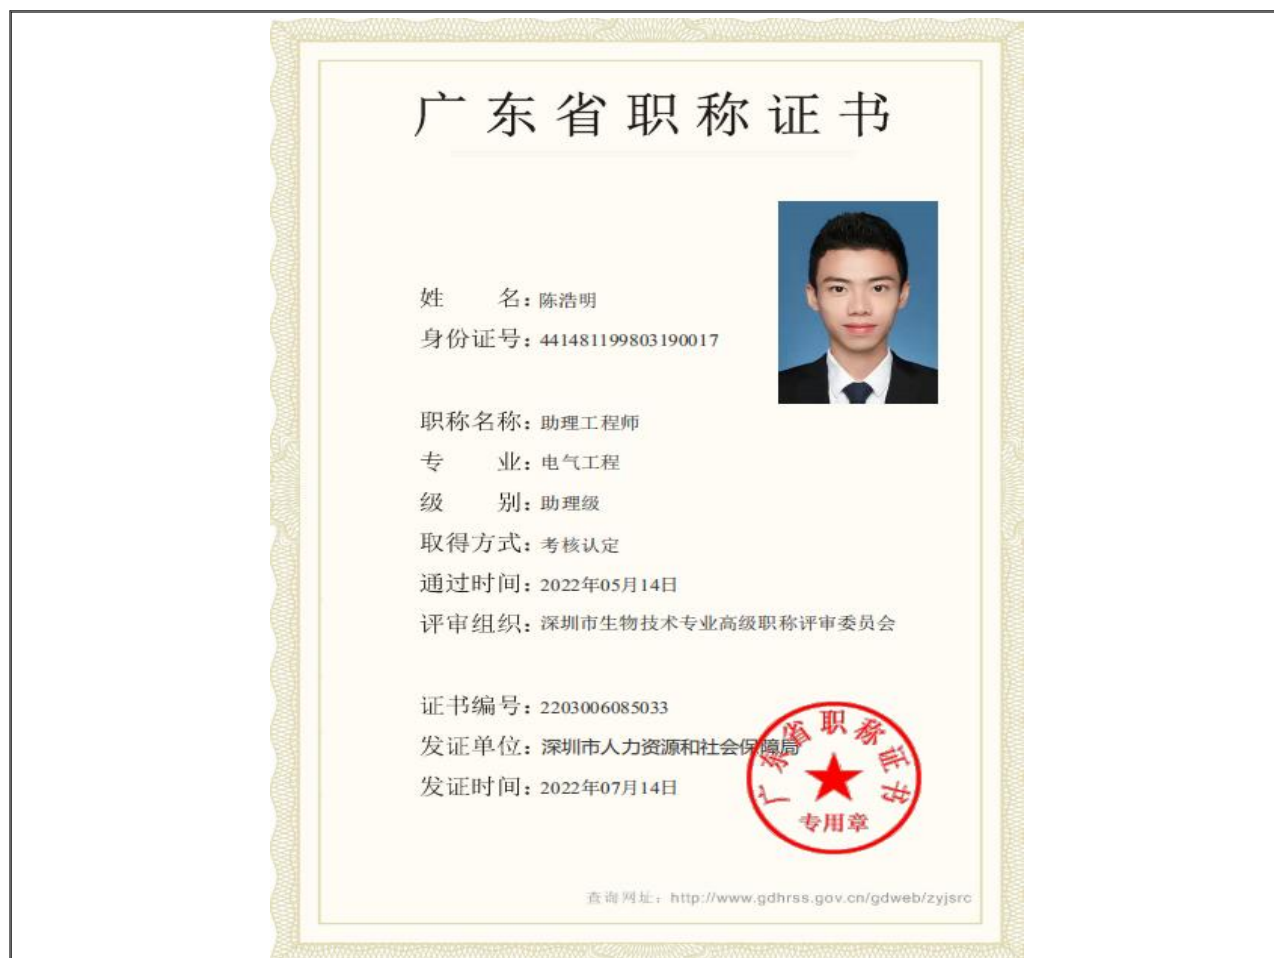 广东省职称证书
姓名：陈浩明
身份证号：441481199803190017
职称名称：助理工程师
专业：电气工程
级别：助理级
取得方式：考核认定
通过时间：2022年05月14日
评审组织：深圳市生物技术专业高级职称评审委员会
证书编号：2203006085033
发证单位：深圳市人力资源和社会保障局
发证时间：2022年07月14日
广东省职称证书
专用章
查询网址：http://www.gdhrss.gov.cn/gdweb/zyjsrc